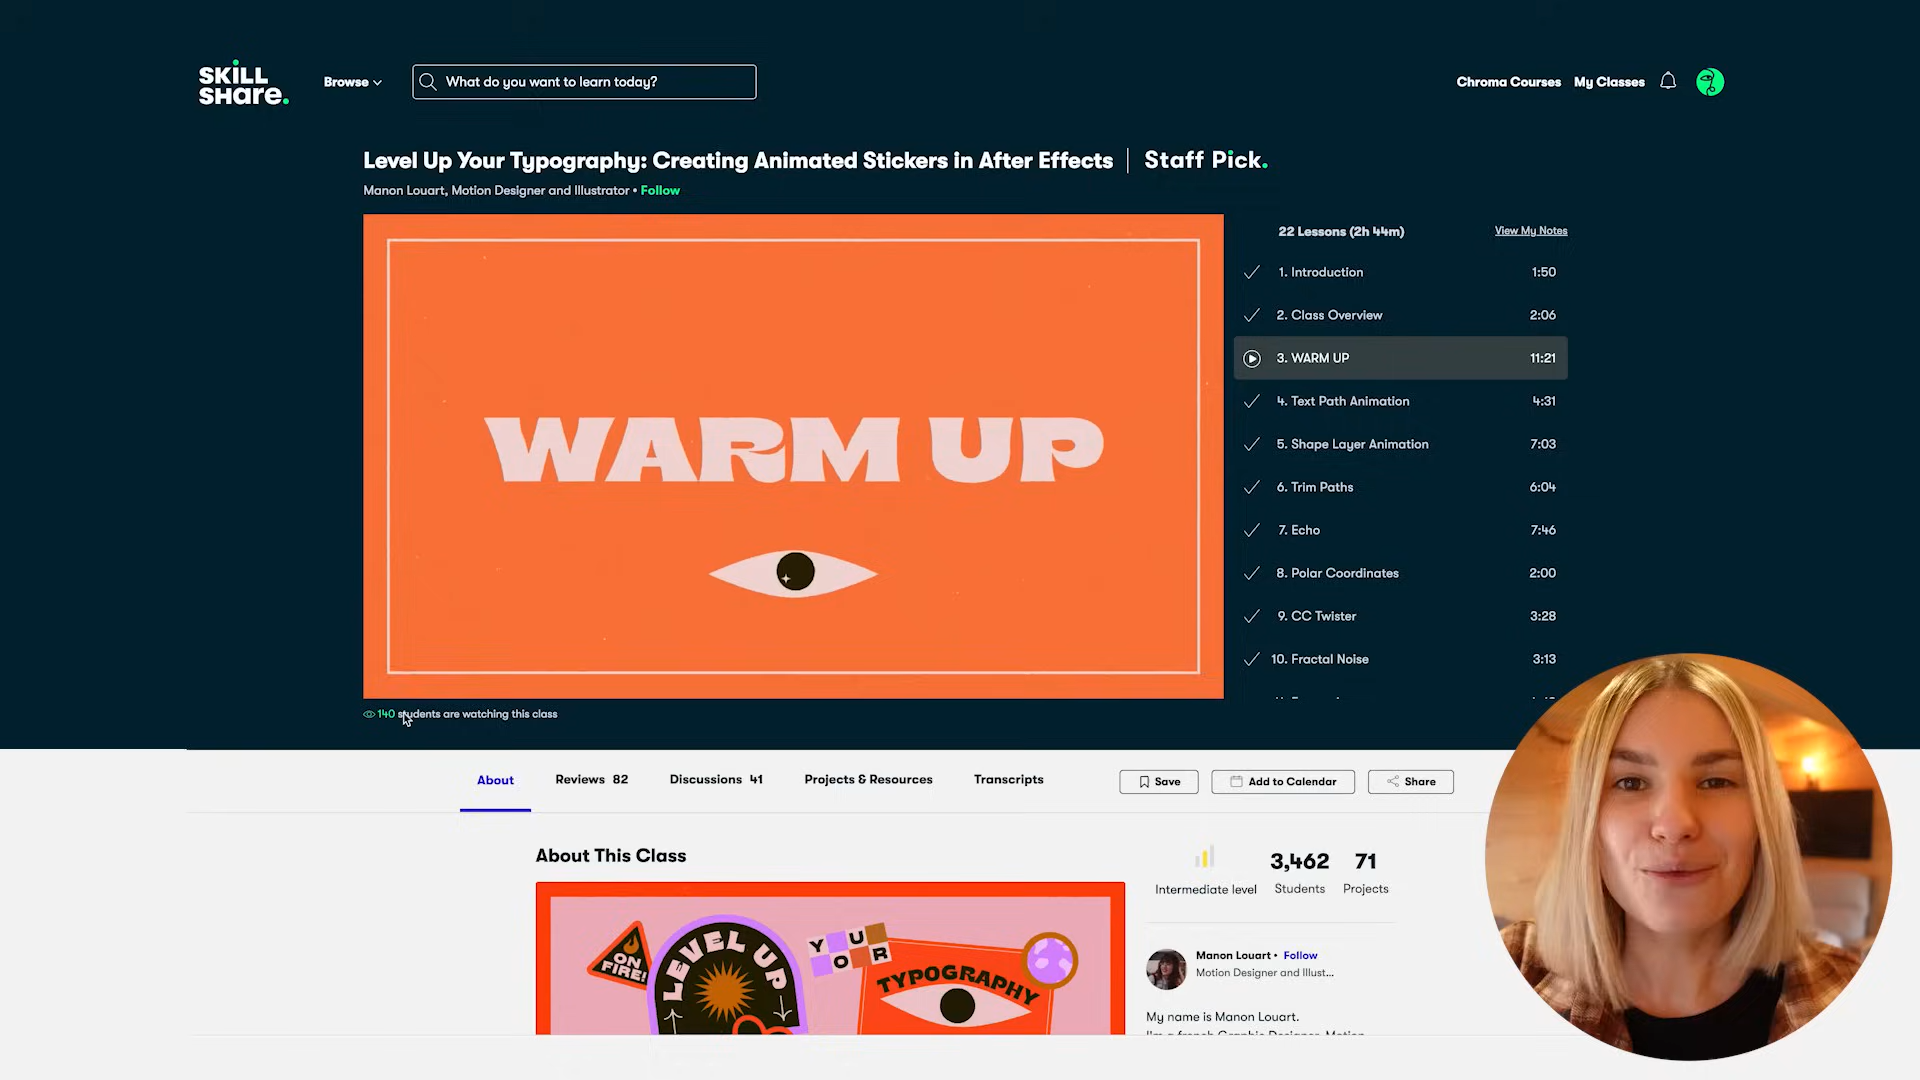 SKILL
SHARE.
Browse
What do you want to learn today?
Chroma Courses
My Classes
Level Up Your Typography: Creating Animated Stickers in After Effects
Staff Pick.
Manon Louart, Motion Designer and Illustrator • Follow
WARM UP
22 Lessons (2h 44m)
View My Notes
1. Introduction 1:50
2. Class Overview 2:06
3. WARM UP 11:21
4. Text Path Animation 4:31
5. Shape Layer Animation 7:03
6. Trim Paths 6:04
7. Echo 7:46
8. Polar Coordinates 2:00
9. CC Twister 3:28
10. Fractal Noise 3:13
140 students are watching this class
About
Reviews 82
Discussions 41
Projects & Resources
Transcripts
Save
Add to Calendar
Share
About This Class
ON
FIRE!
LEVEL UP
YOUR
TYPOGRAPHY
Intermediate level
3,462
Students
71
Projects
Manon Louart • Follow
Motion Designer and Illust...
My name is Manon Louart.